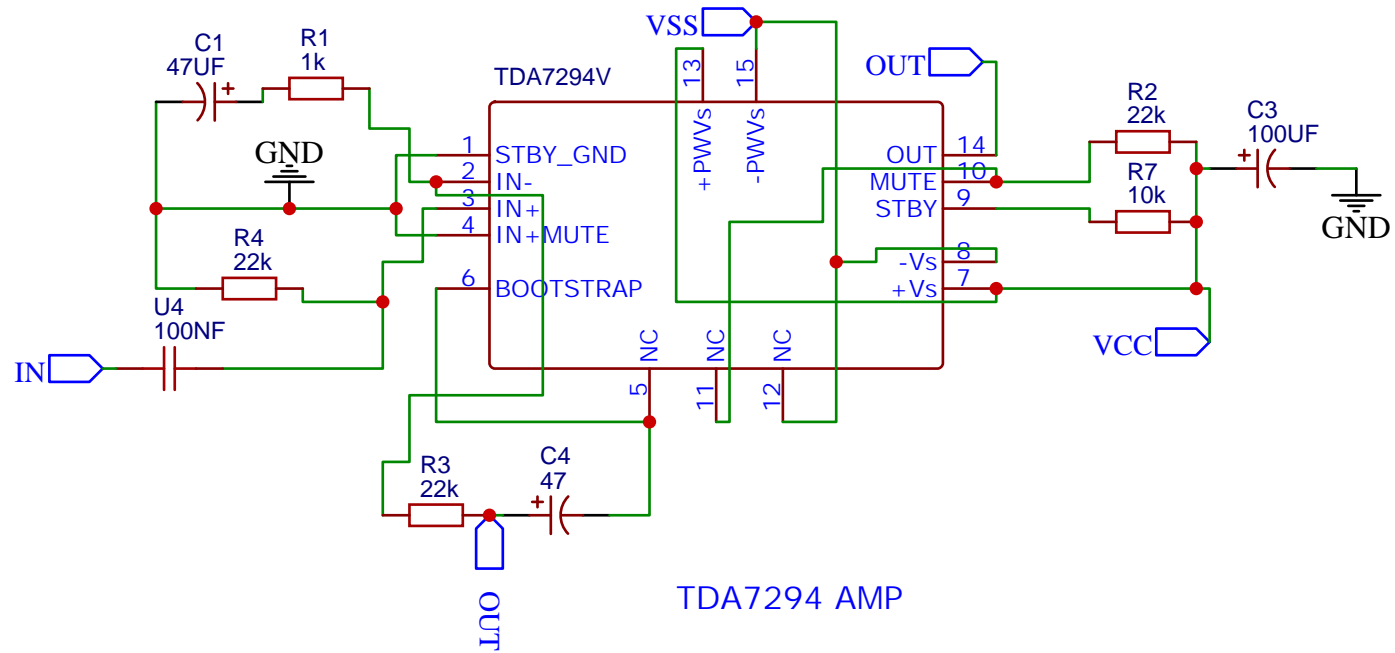 VSS
OUT
C1
47UF
R1
1k
TDA7294V
13
15
+PWVs
-PWVs
R2
22k
C3
100UF
GND
1
STBY_GND
2
IN-
3
IN+
4
IN+MUTE
6
BOOTSTRAP
OUT
14
MUTE
10
STBY
9
-Vs
8
+Vs
7
R7
10k
GND
R4
22k
U4
100NF
IN
NC
NC
NC
5
11
12
VCC
R3
22k
C4
47
OUT
TDA7294 AMP